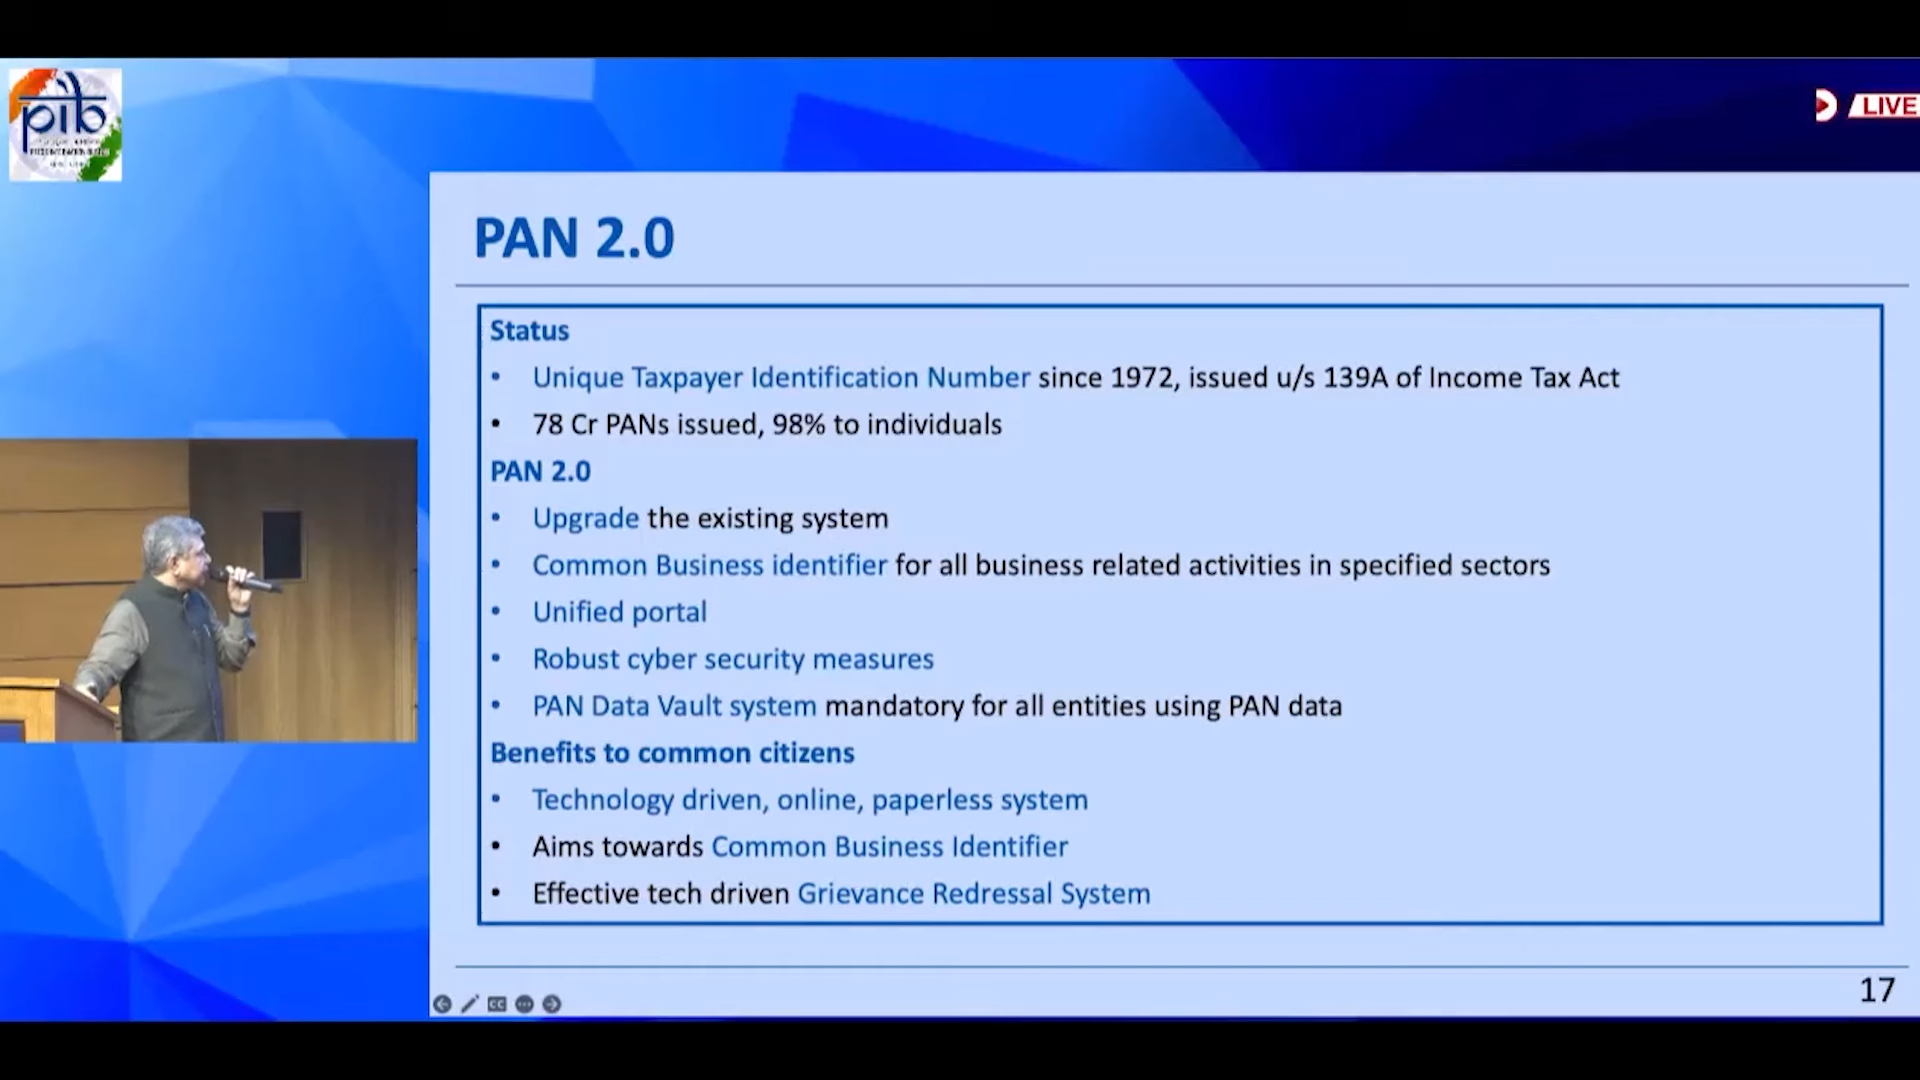 pib
LIVE
PAN 2.0
Status
• Unique Taxpayer Identification Number since 1972, issued u/s 139A of Income Tax Act
• 78 Cr PANs issued, 98% to individuals
PAN 2.0
• Upgrade the existing system
• Common Business identifier for all business related activities in specified sectors
• Unified portal
• Robust cyber security measures
• PAN Data Vault system mandatory for all entities using PAN data
Benefits to common citizens
• Technology driven, online, paperless system
• Aims towards Common Business Identifier
• Effective tech driven Grievance Redressal System
CC
17